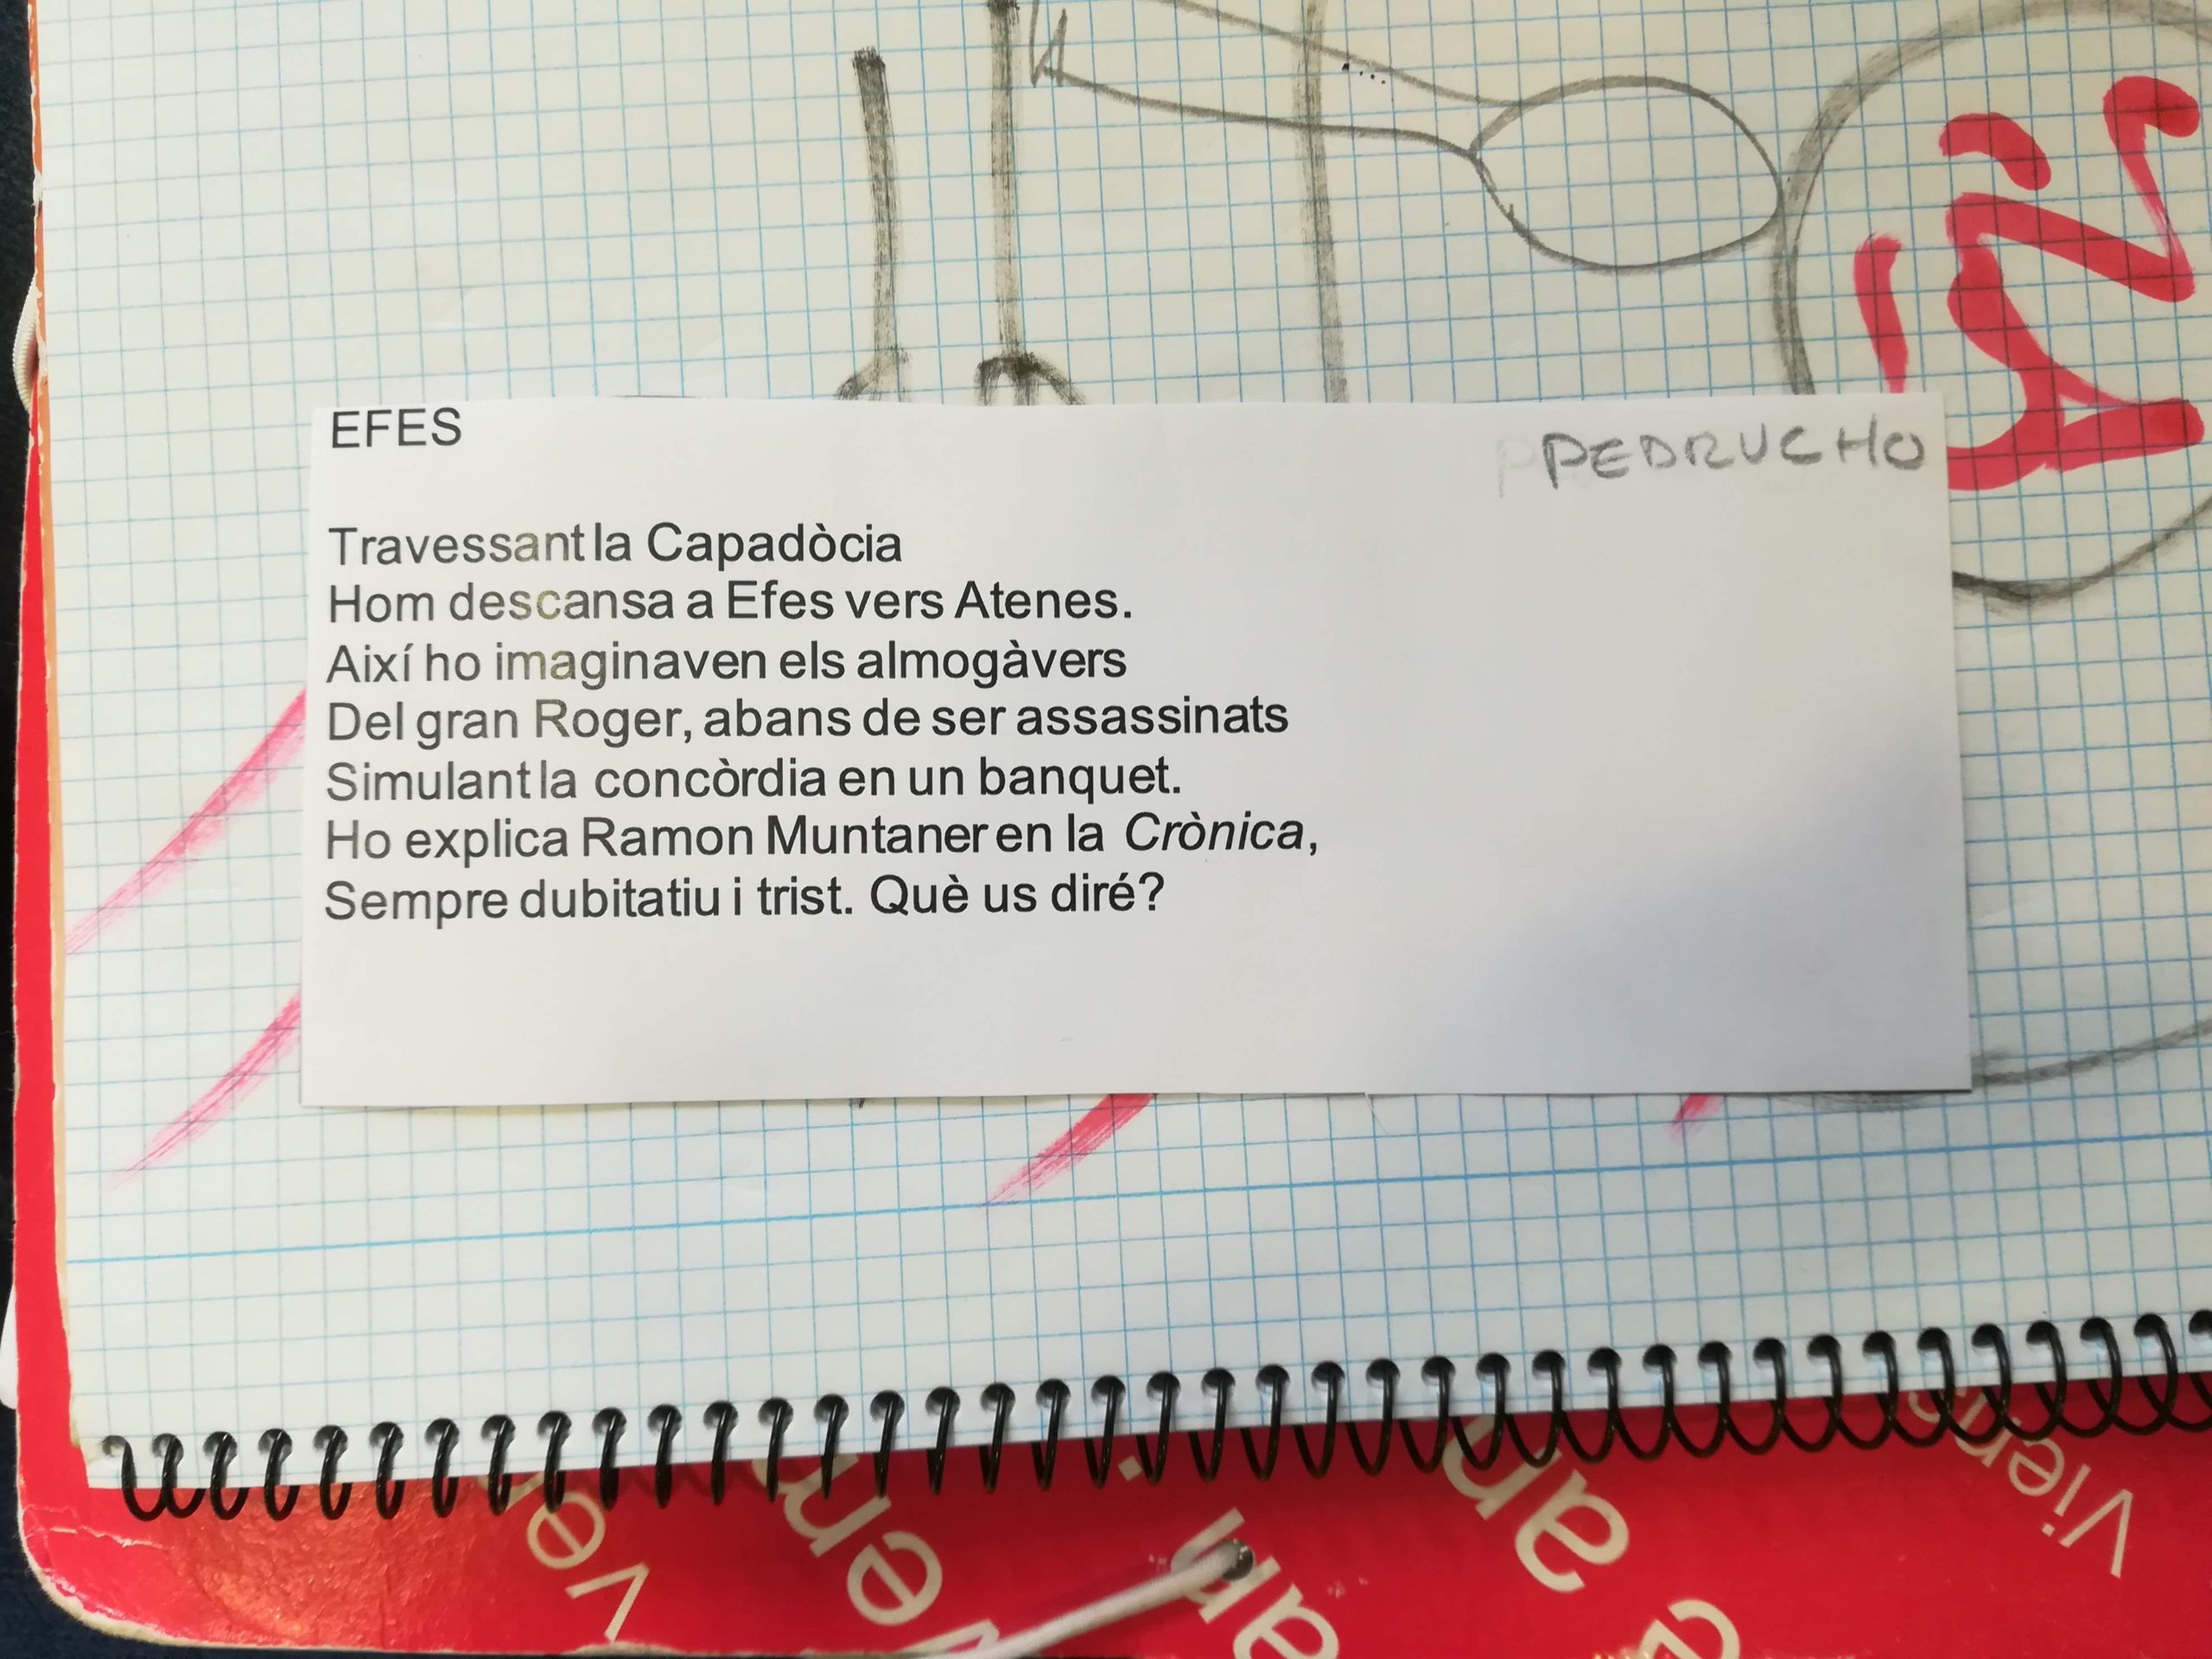 EFES
PEDRUCHO
Travessant la Capadòcia
Hom descansa a Efes vers Atenes.
Així ho imaginaven els almogàvers
Del gran Roger, abans de ser assassinats
Simulant la concòrdia en un banquet.
Ho explica Ramon Muntaner en la Crònica,
Sempre dubitatiu i trist. Què us diré?